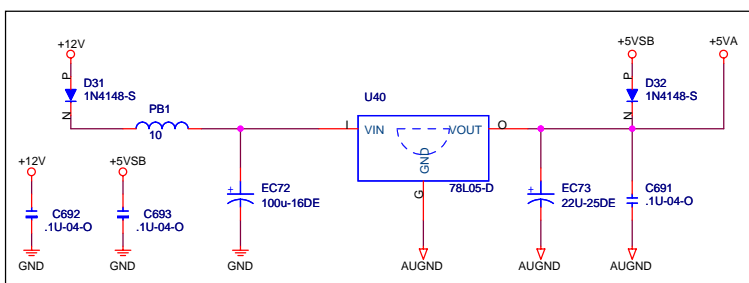 +12V
+5VSB
+5VA
P
D31
1N4148-S
N
PB1
10
U40
I
VIN
VOUT
O
GND
G
78L05-D
P
D32
1N4148-S
N
+12V
+5VSB
C692
.1U-04-O
C693
.1U-04-O
EC72
100u-16DE
EC73
22U-25DE
C691
.1U-04-O
+
+
GND
GND
GND
AUGND
AUGND
AUGND